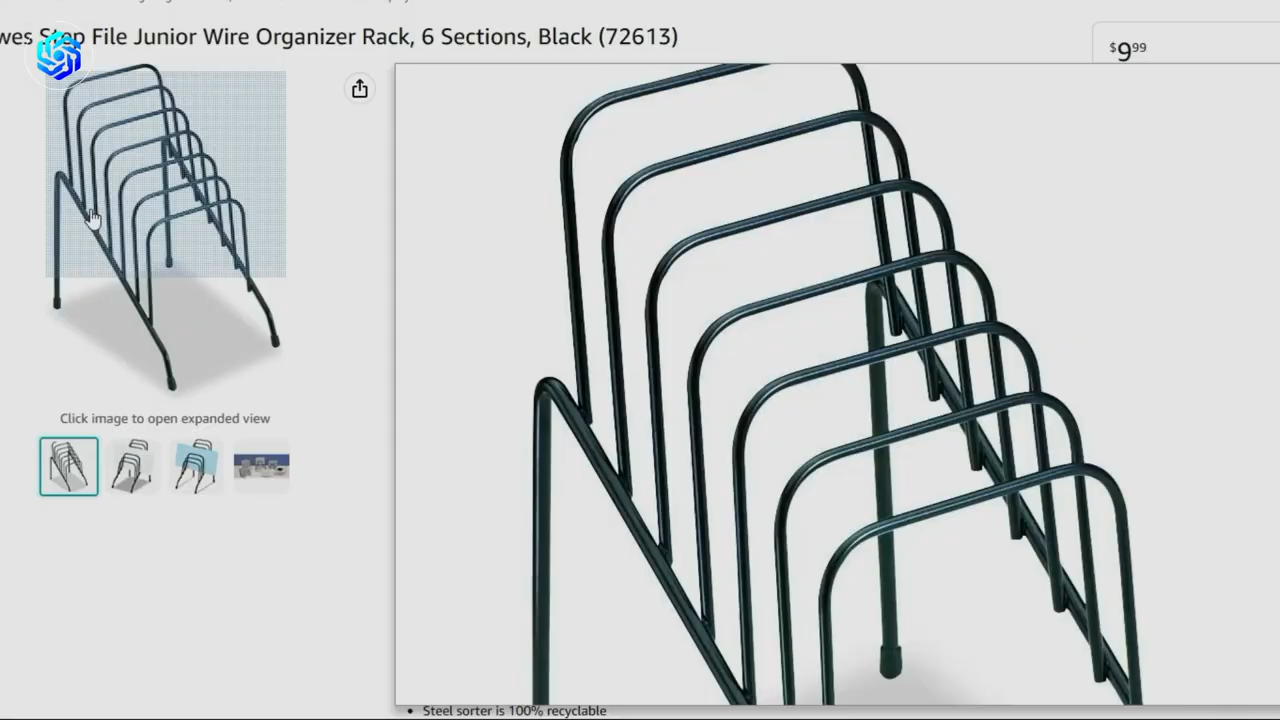 Step File Junior Wire Organizer Rack, 6 Sections, Black (72613)
$9.99
Click image to open expanded view
Steel sorter is 100% recyclable